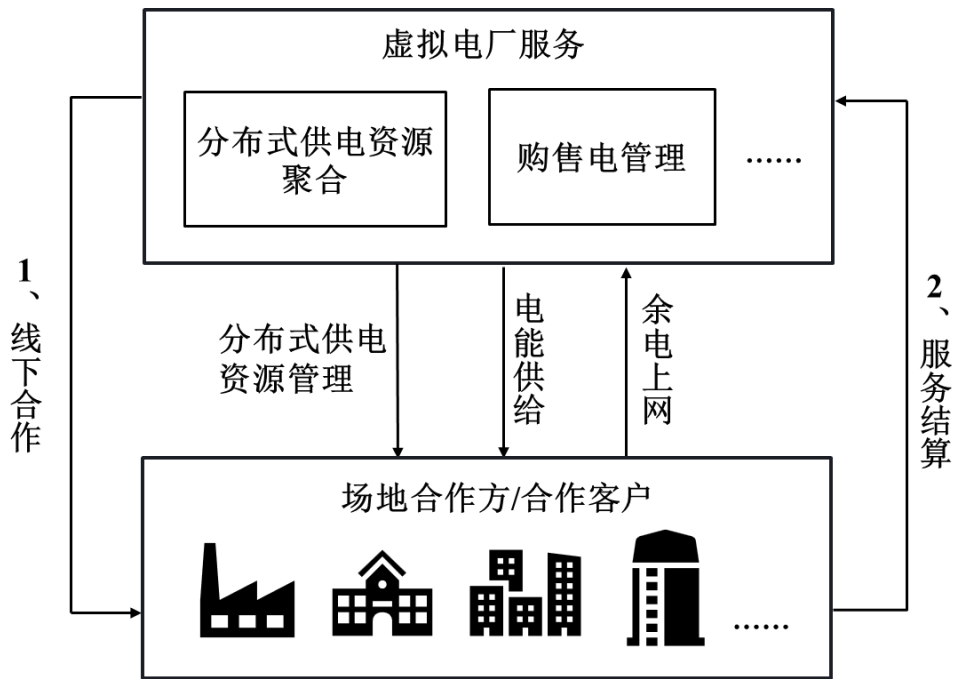 虚拟电厂服务
分布式供电资源
聚合
购售电管理
......
1、线下合作
分布式供电
资源管理
电能供给
余电上网
2、服务结算
场地合作方/合作客户
......